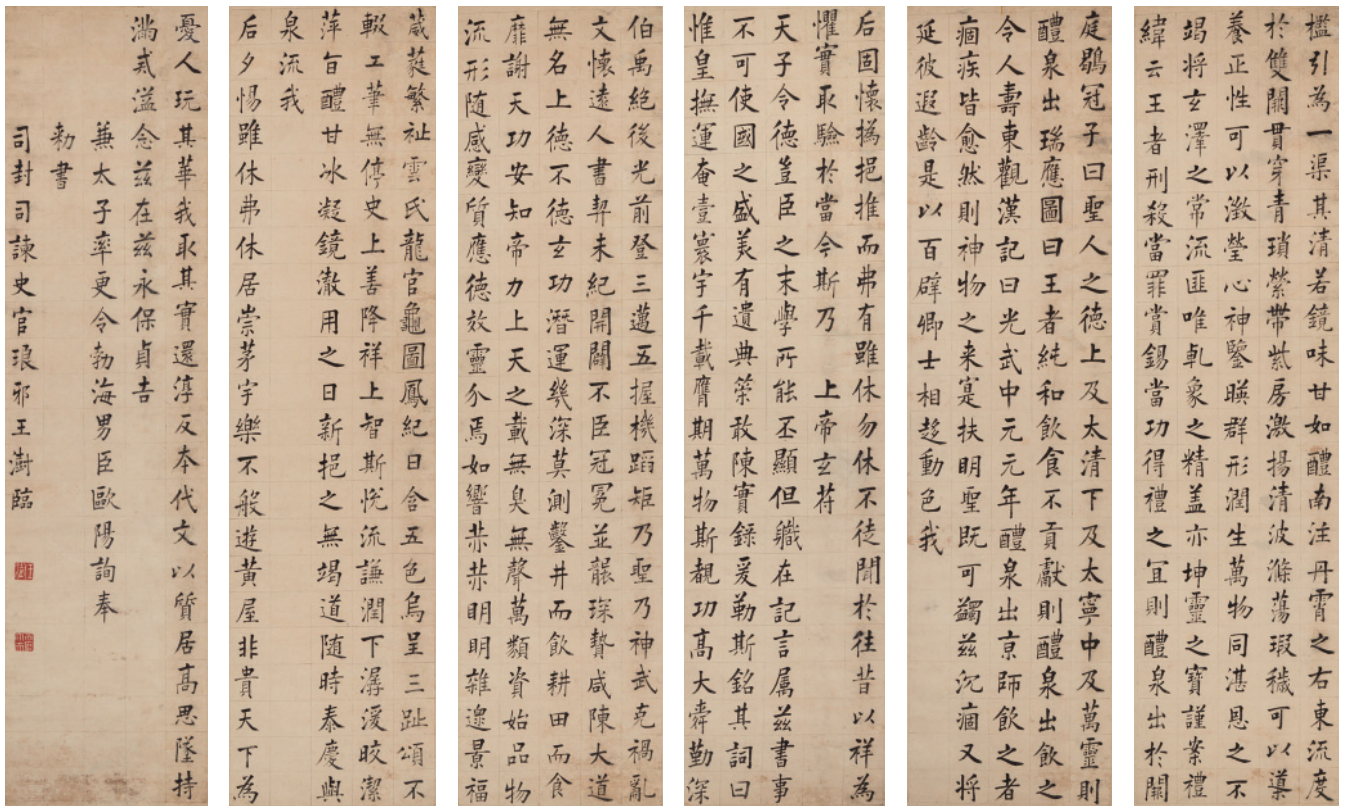 檻引為一渠其清若鏡味甘如醴南注丹霄之右東流度
於雙闕貫穿青瑣縈帶紫房激揚清波滌蕩瑕穢可以導
養正性可以澂瑩心神鑒暎群形潤生萬物同湛恩之不
竭將玄澤之常流匪唯乹象之精盖亦坤靈之寶謹案禮
緯云王者刑殺當罪賞錫當功得禮之宜則醴泉出於闕
庭鶡冠子曰聖人之德上及太清下及太寧中及萬靈則
醴泉出瑞應圖曰王者純和飲食不貢獻則醴泉出飲之
令人壽東觀漢記曰光武中元元年醴泉出京師飲之者
痼疾皆愈然則神物之来寔扶明聖既可蠲茲沉痼又將
延彼遐齡是以百辟卿士相趍動色我
后固懷撝挹推而弗有雖休勿休不徒聞於往昔以祥為
懼實取驗於當今斯乃 上帝玄符
天子令德豈臣之末學所能丕顯但職在記言屬茲書事
不可使國之盛美有遺典策敢陳實錄爰勒斯銘其詞曰
惟皇撫運奄壹寰宇千載膺期萬物斯覩功高大舜勤深
伯禹絶後光前登三邁五握機蹈矩乃聖乃神武克禍亂
文懷遠人書契未紀開闢不臣冠冕並襲琛贄咸陳大道
無名上德不德玄功潛運幾深莫測鑿井而飲耕田而食
靡謝天功安知帝力上天之載無臭無聲萬類資始品物
流形随感變質應德效靈介焉如響赫赫明明雜遝景福
葳蕤繁祉雲氏龍官龜圖鳳紀日含五色烏呈三趾頌不
輟工筆無停史上善降祥上智斯悅流謙潤下潺湲皎潔
萍旨醴甘冰凝鏡澈用之日新挹之無竭道随時泰慶與
泉流我
后夕惕雖休弗休居崇茅宇樂不般遊黃屋非貴天下為
憂人玩其華我取其實還淳反本代文以質居高思墜持
滿戒溢念茲在茲永保貞吉
兼太子率更令勃海男臣歐陽詢奉
勅書
司封司諫史官琅邪王澍臨